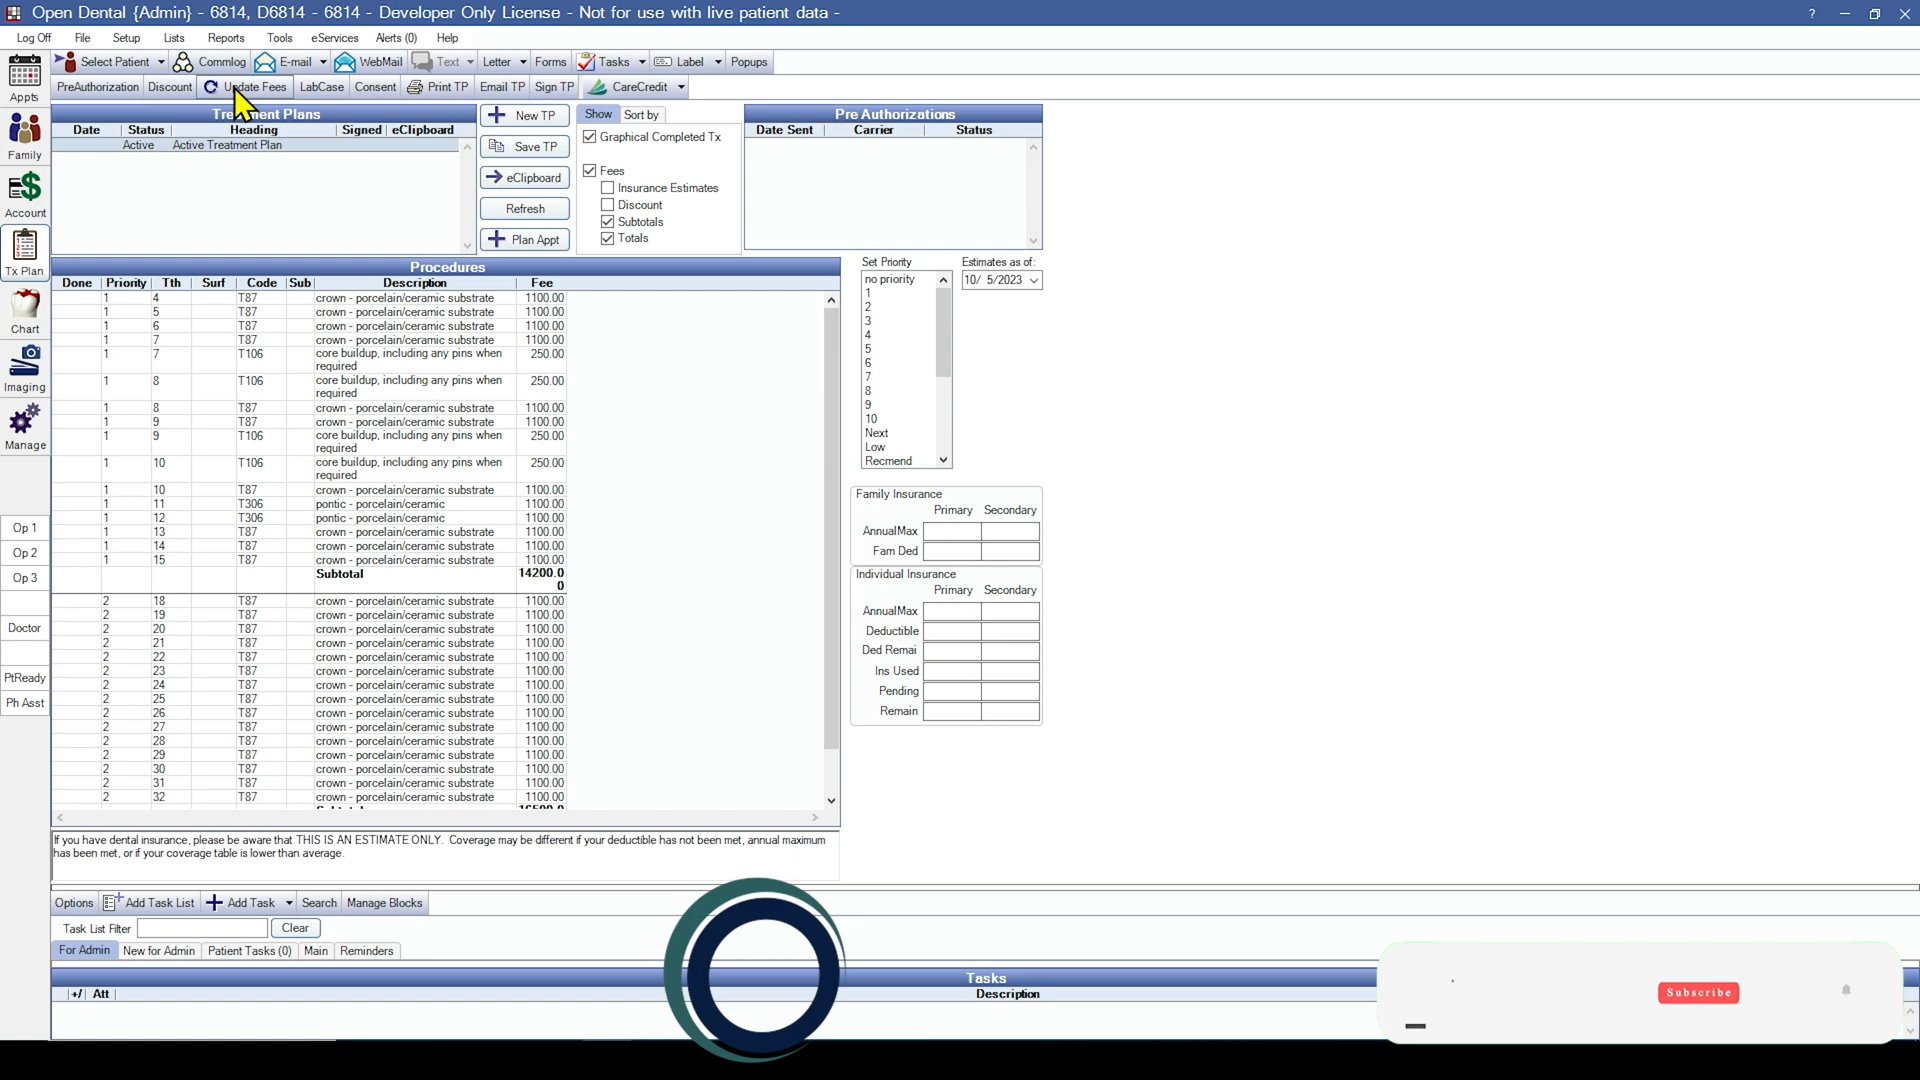 Open Dental {Admin} - 6814, D6814 - 6814 - Developer Only License - Not for use with live patient data -
?
Log Off File Setup Lists Reports Tools eServices Alerts (0) Help
Select Patient Commlog E-mail WebMail Text Letter Forms Tasks Label Popups
PreAuthorization Discount Update Fees LabCase Consent Print TP Email TP Sign TP CareCredit
Appts
Family
Account
Tx Plan
Chart
Imaging
Manage
Op 1
Op 2
Op 3
Doctor
PtReady
Ph Asst
Treatment Plans
Date Status Heading Signed eClipboard
Active Active Treatment Plan
New TP
Save TP
eClipboard
Refresh
Plan Appt
Show Sort by
Graphical Completed Tx
Fees
Insurance Estimates
Discount
Subtotals
Totals
Pre Authorizations
Date Sent Carrier Status
Procedures
Done Priority Tth Surf Code Sub Description Fee
1 4 T87 crown - porcelain/ceramic substrate 1100.00
1 5 T87 crown - porcelain/ceramic substrate 1100.00
1 6 T87 crown - porcelain/ceramic substrate 1100.00
1 7 T87 crown - porcelain/ceramic substrate 1100.00
1 7 T106 core buildup, including any pins when 250.00
required
1 8 T106 core buildup, including any pins when 250.00
required
1 8 T87 crown - porcelain/ceramic substrate 1100.00
1 9 T87 crown - porcelain/ceramic substrate 1100.00
1 9 T106 core buildup, including any pins when 250.00
required
1 10 T106 core buildup, including any pins when 250.00
required
1 10 T87 crown - porcelain/ceramic substrate 1100.00
1 11 T306 pontic - porcelain/ceramic 1100.00
1 12 T306 pontic - porcelain/ceramic 1100.00
1 13 T87 crown - porcelain/ceramic substrate 1100.00
1 14 T87 crown - porcelain/ceramic substrate 1100.00
1 15 T87 crown - porcelain/ceramic substrate 1100.00
Subtotal 14200.0
0
2 18 T87 crown - porcelain/ceramic substrate 1100.00
2 19 T87 crown - porcelain/ceramic substrate 1100.00
2 20 T87 crown - porcelain/ceramic substrate 1100.00
2 21 T87 crown - porcelain/ceramic substrate 1100.00
2 22 T87 crown - porcelain/ceramic substrate 1100.00
2 23 T87 crown - porcelain/ceramic substrate 1100.00
2 24 T87 crown - porcelain/ceramic substrate 1100.00
2 25 T87 crown - porcelain/ceramic substrate 1100.00
2 26 T87 crown - porcelain/ceramic substrate 1100.00
2 27 T87 crown - porcelain/ceramic substrate 1100.00
2 28 T87 crown - porcelain/ceramic substrate 1100.00
2 29 T87 crown - porcelain/ceramic substrate 1100.00
2 30 T87 crown - porcelain/ceramic substrate 1100.00
2 31 T87 crown - porcelain/ceramic substrate 1100.00
2 32 T87 crown - porcelain/ceramic substrate 1100.00
Set Priority
no priority
1
2
3
4
5
6
7
8
9
10
Next
Low
Recmend
Estimates as of:
10/ 5/2023
Family Insurance
Primary Secondary
AnnualMax
Fam Ded
Individual Insurance
Primary Secondary
AnnualMax
Deductible
Ded Remai
Ins Used
Pending
Remain
If you have dental insurance, please be aware that THIS IS AN ESTIMATE ONLY. Coverage may be different if your deductible has not been met, annual maximum
has been met, or if your coverage table is lower than average.
Options Add Task List Add Task Search Manage Blocks
Task List Filter Clear
For Admin New for Admin Patient Tasks (0) Main Reminders
Tasks
+/ Att Description
Subscribe